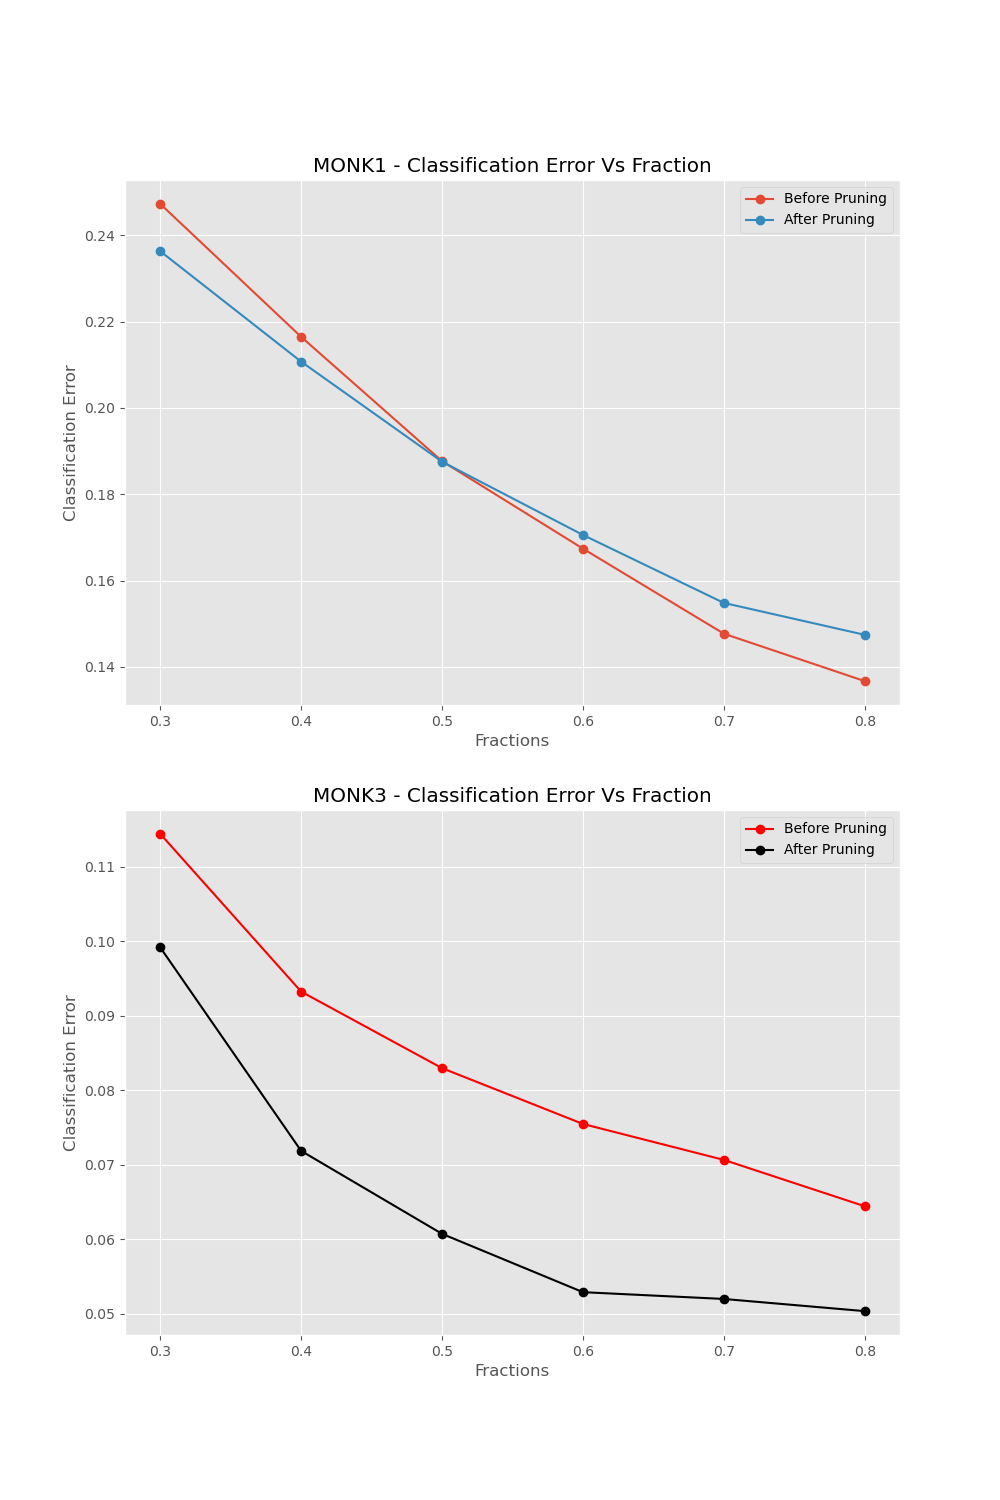 MONK1 - Classification Error Vs Fraction
Before Pruning
After Pruning
Classification Error
0.24
0.22
0.20
0.18
0.16
0.14
0.3 0.4 0.5 0.6 0.7 0.8
Fractions
MONK3 - Classification Error Vs Fraction
Before Pruning
After Pruning
Classification Error
0.11
0.10
0.09
0.08
0.07
0.06
0.05
0.3 0.4 0.5 0.6 0.7 0.8
Fractions